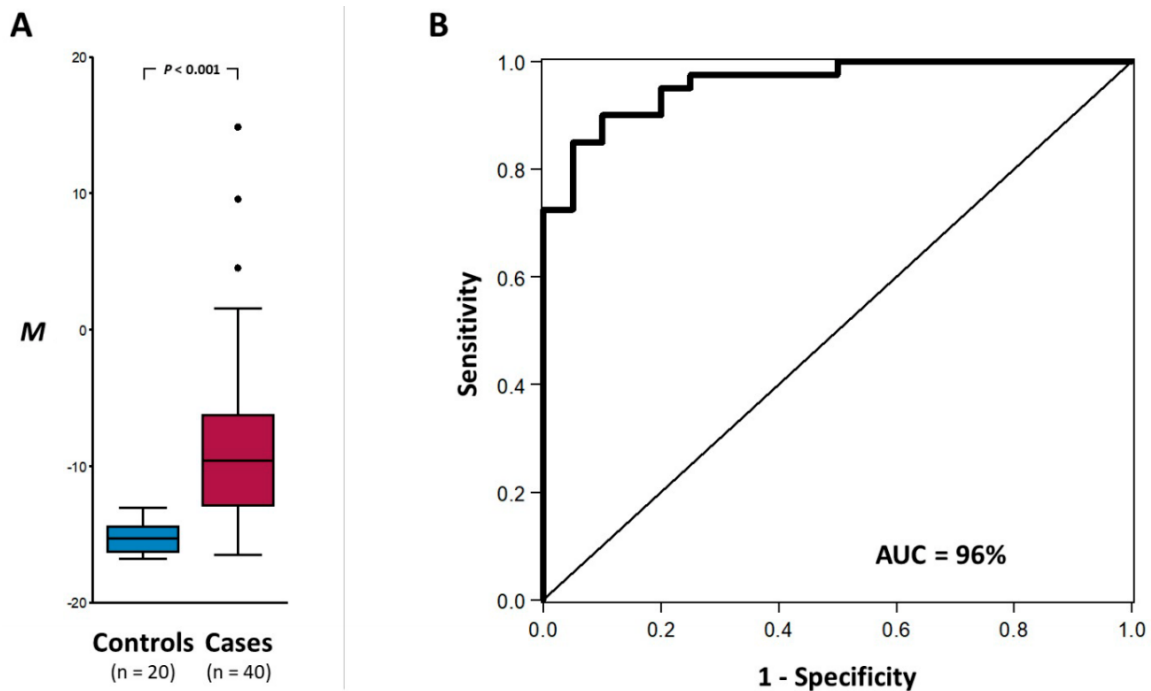 A
20
P < 0.001
10
M
0
-10
-20
Controls Cases
(n = 20) (n = 40)
B
1.0
0.8
0.6
Sensitivity
0.4
0.2
AUC = 96%
0.0
0.0 0.2 0.4 0.6 0.8 1.0
1 - Specificity